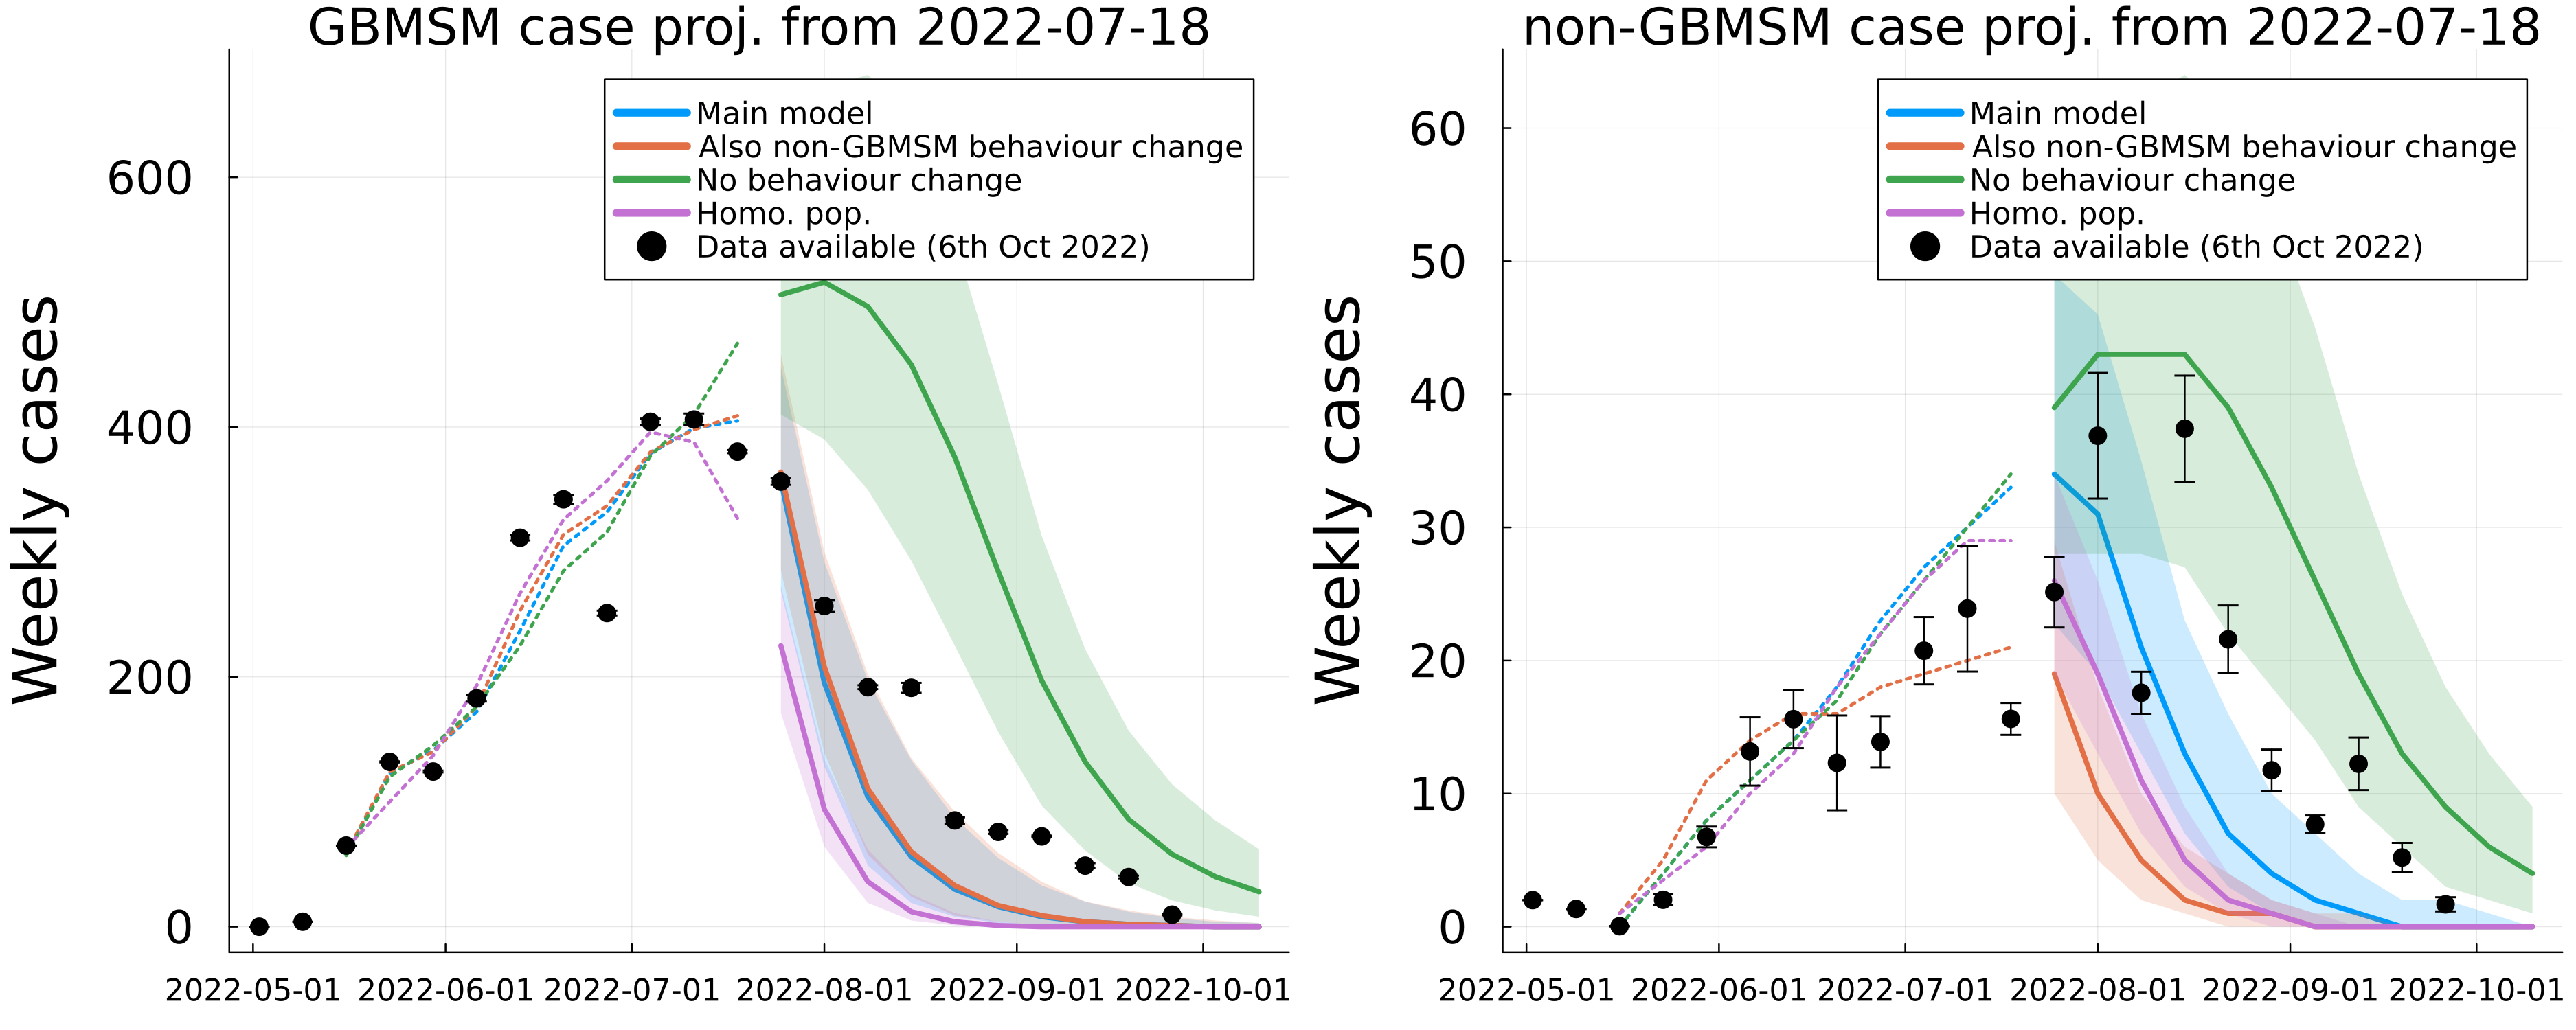 GBMSM case proj. from 2022-07-18
Weekly cases
600
400
200
0
Main model
Also non-GBMSM behaviour change
No behaviour change
Homo. pop.
Data available (6th Oct 2022)
2022-05-01 2022-06-01 2022-07-01 2022-08-01 2022-09-01 2022-10-01
non-GBMSM case proj. from 2022-07-18
Weekly cases
60
50
40
30
20
10
0
Main model
Also non-GBMSM behaviour change
No behaviour change
Homo. pop.
Data available (6th Oct 2022)
2022-05-01 2022-06-01 2022-07-01 2022-08-01 2022-09-01 2022-10-01